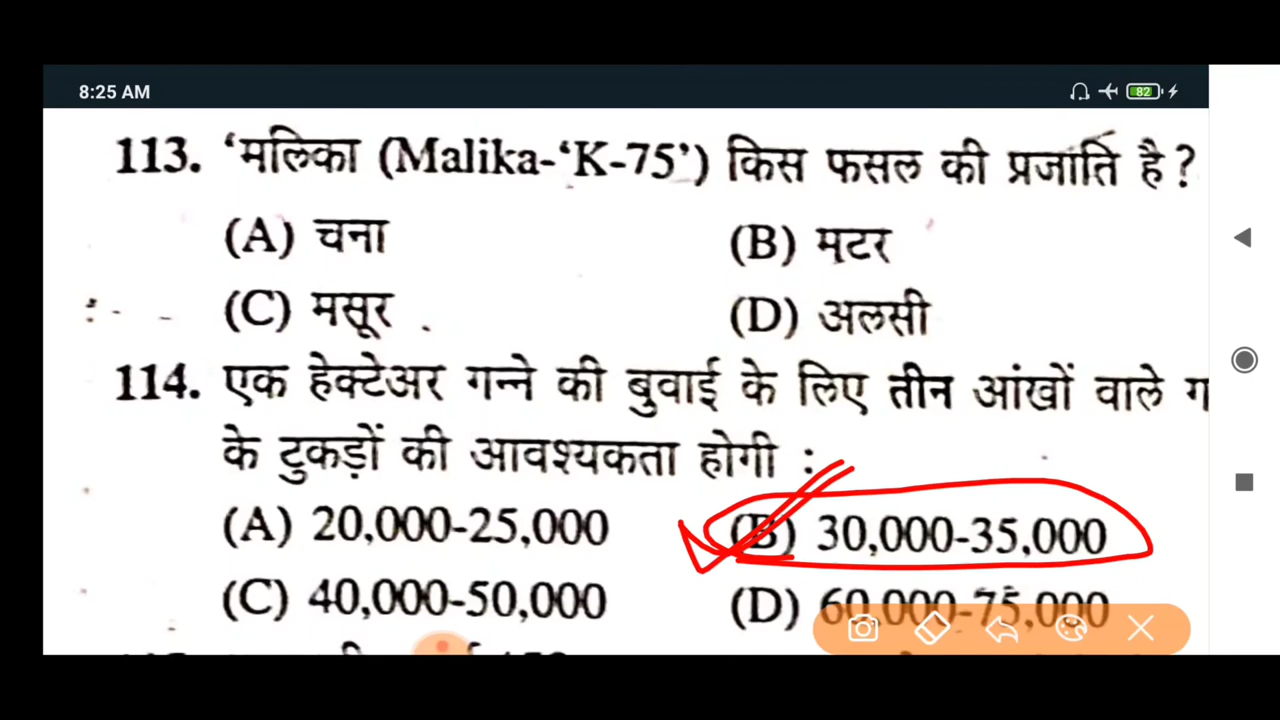 8:25 AM
82
113. 'मलिका (Malika-'K-75') किस फसल की प्रजाति है ?
(A) चना (B) मटर
(C) मसूर (D) अलसी
114. एक हेक्टेअर गन्ने की बुवाई के लिए तीन आंखों वाले ग
के टुकड़ों की आवश्यकता होगी :
(A) 20,000-25,000 (B) 30,000-35,000
(C) 40,000-50,000 (D) 60,000-75,000